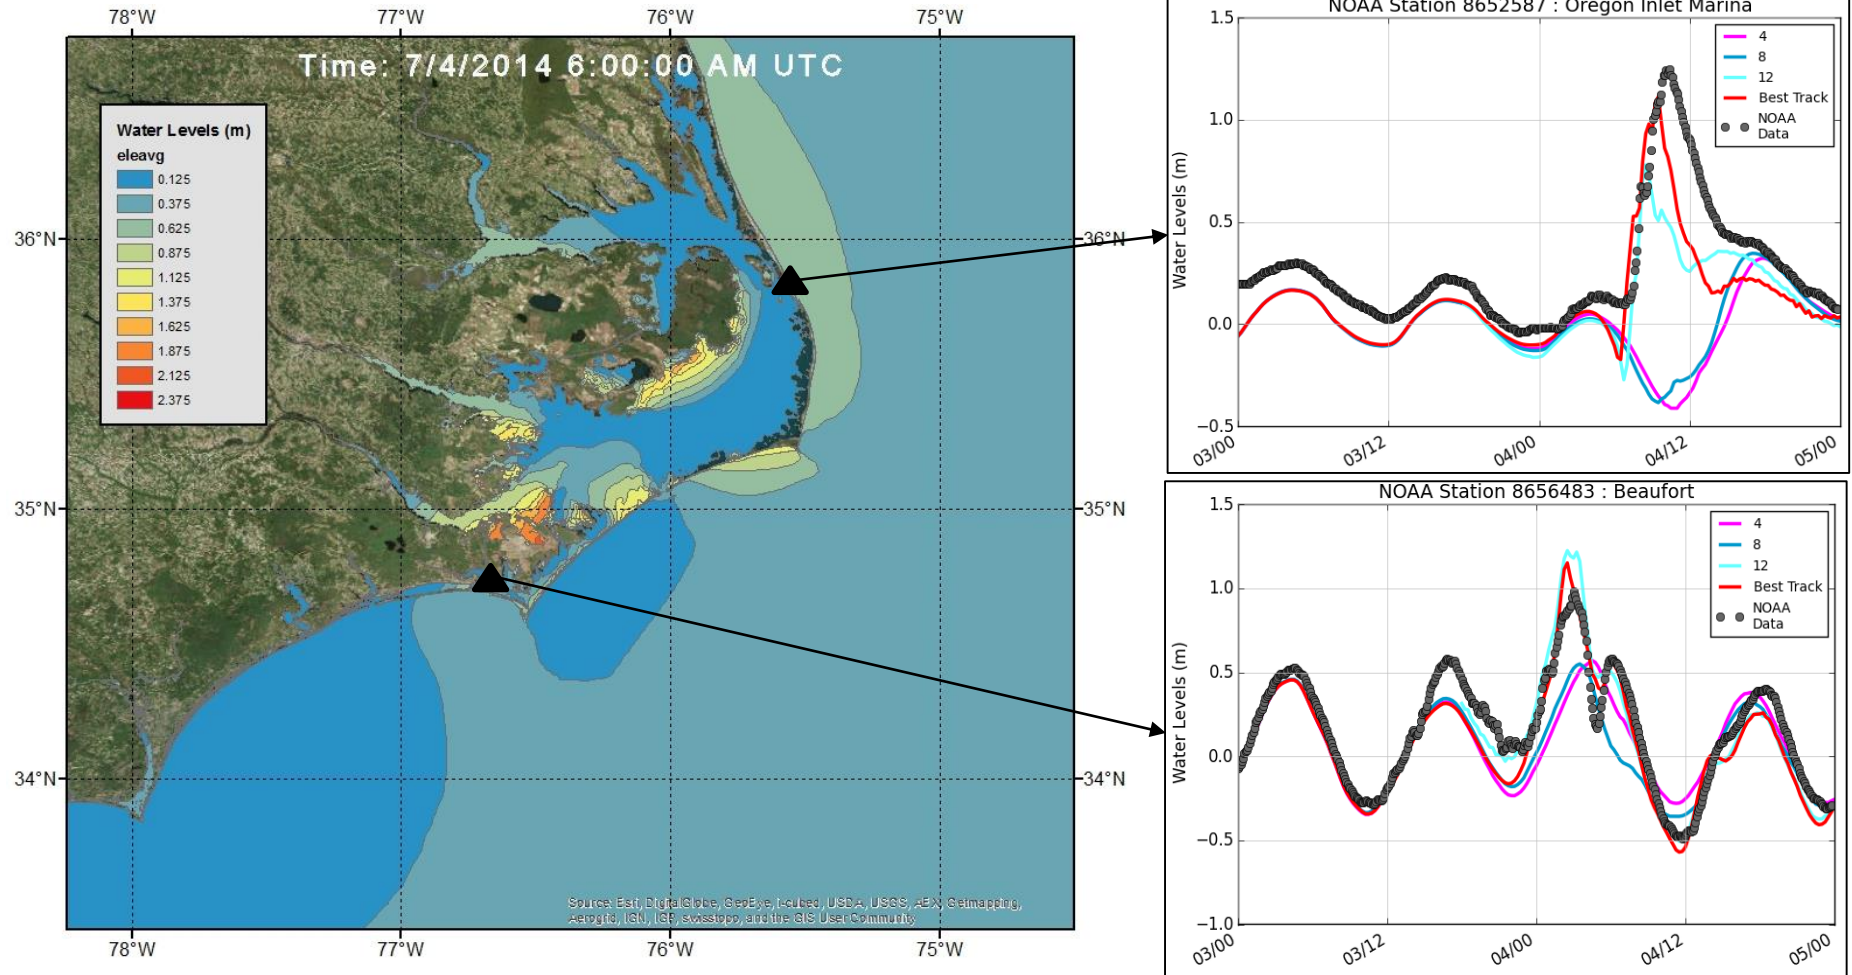 78°W 77°W 76°W 75°W
Time: 7/4/2014 6:00:00 AM UTC
Water Levels (m)
eleavg
0.125
0.375
0.625
0.875
1.125
1.375
1.625
1.875
2.125
2.375
36°N 36°N
35°N 35°N
34°N 34°N
Source: Esri, DigitalGlobe, GeoEye, i-cubed, USDA, USGS, AEX, Getmapping,
Aerogrid, IGN, IGP, swisstopo, and the GIS User Community
78°W 77°W 76°W 75°W
NOAA Station 8652587 : Oregon Inlet Marina
Water Levels (m)
1.5
1.0
0.5
0.0
−0.5
03/00 03/12 04/00 04/12 05/00
4
8
12
Best Track
NOAA
Data
NOAA Station 8656483 : Beaufort
Water Levels (m)
1.5
1.0
0.5
0.0
−0.5
−1.0
03/00 03/12 04/00 04/12 05/00
4
8
12
Best Track
NOAA
Data